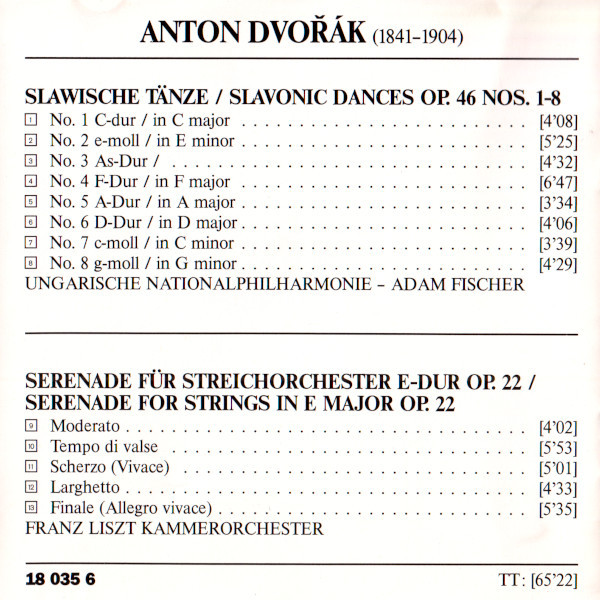 ANTON DVOŘÁK (1841–1904)
SLAWISCHE TÄNZE / SLAVONIC DANCES OP. 46 NOS. 1-8
1 No. 1 C-dur / in C major . . . . . . . . . . [4’08]
2 No. 2 e-moll / in E minor . . . . . . . . . . [5’25]
3 No. 3 As-Dur / . . . . . . . . . . [4’32]
4 No. 4 F-Dur / in F major . . . . . . . . . . [6’47]
5 No. 5 A-Dur / in A major . . . . . . . . . . [3’34]
6 No. 6 D-Dur / in D major . . . . . . . . . . [4’06]
7 No. 7 c-moll / in C minor . . . . . . . . . . [3’39]
8 No. 8 g-moll / in G minor . . . . . . . . . . [4’29]
UNGARISCHE NATIONALPHILHARMONIE – ADAM FISCHER
SERENADE FÜR STREICHORCHESTER E-DUR OP. 22 /
SERENADE FOR STRINGS IN E MAJOR OP. 22
9 Moderato . . . . . . . . . . [4’02]
10 Tempo di valse . . . . . . . . . . [5’53]
11 Scherzo (Vivace) . . . . . . . . . . [5’01]
12 Larghetto . . . . . . . . . . [4’33]
13 Finale (Allegro vivace) . . . . . . . . . . [5’35]
FRANZ LISZT KAMMERORCHESTER
18 035 6 TT: [65’22]